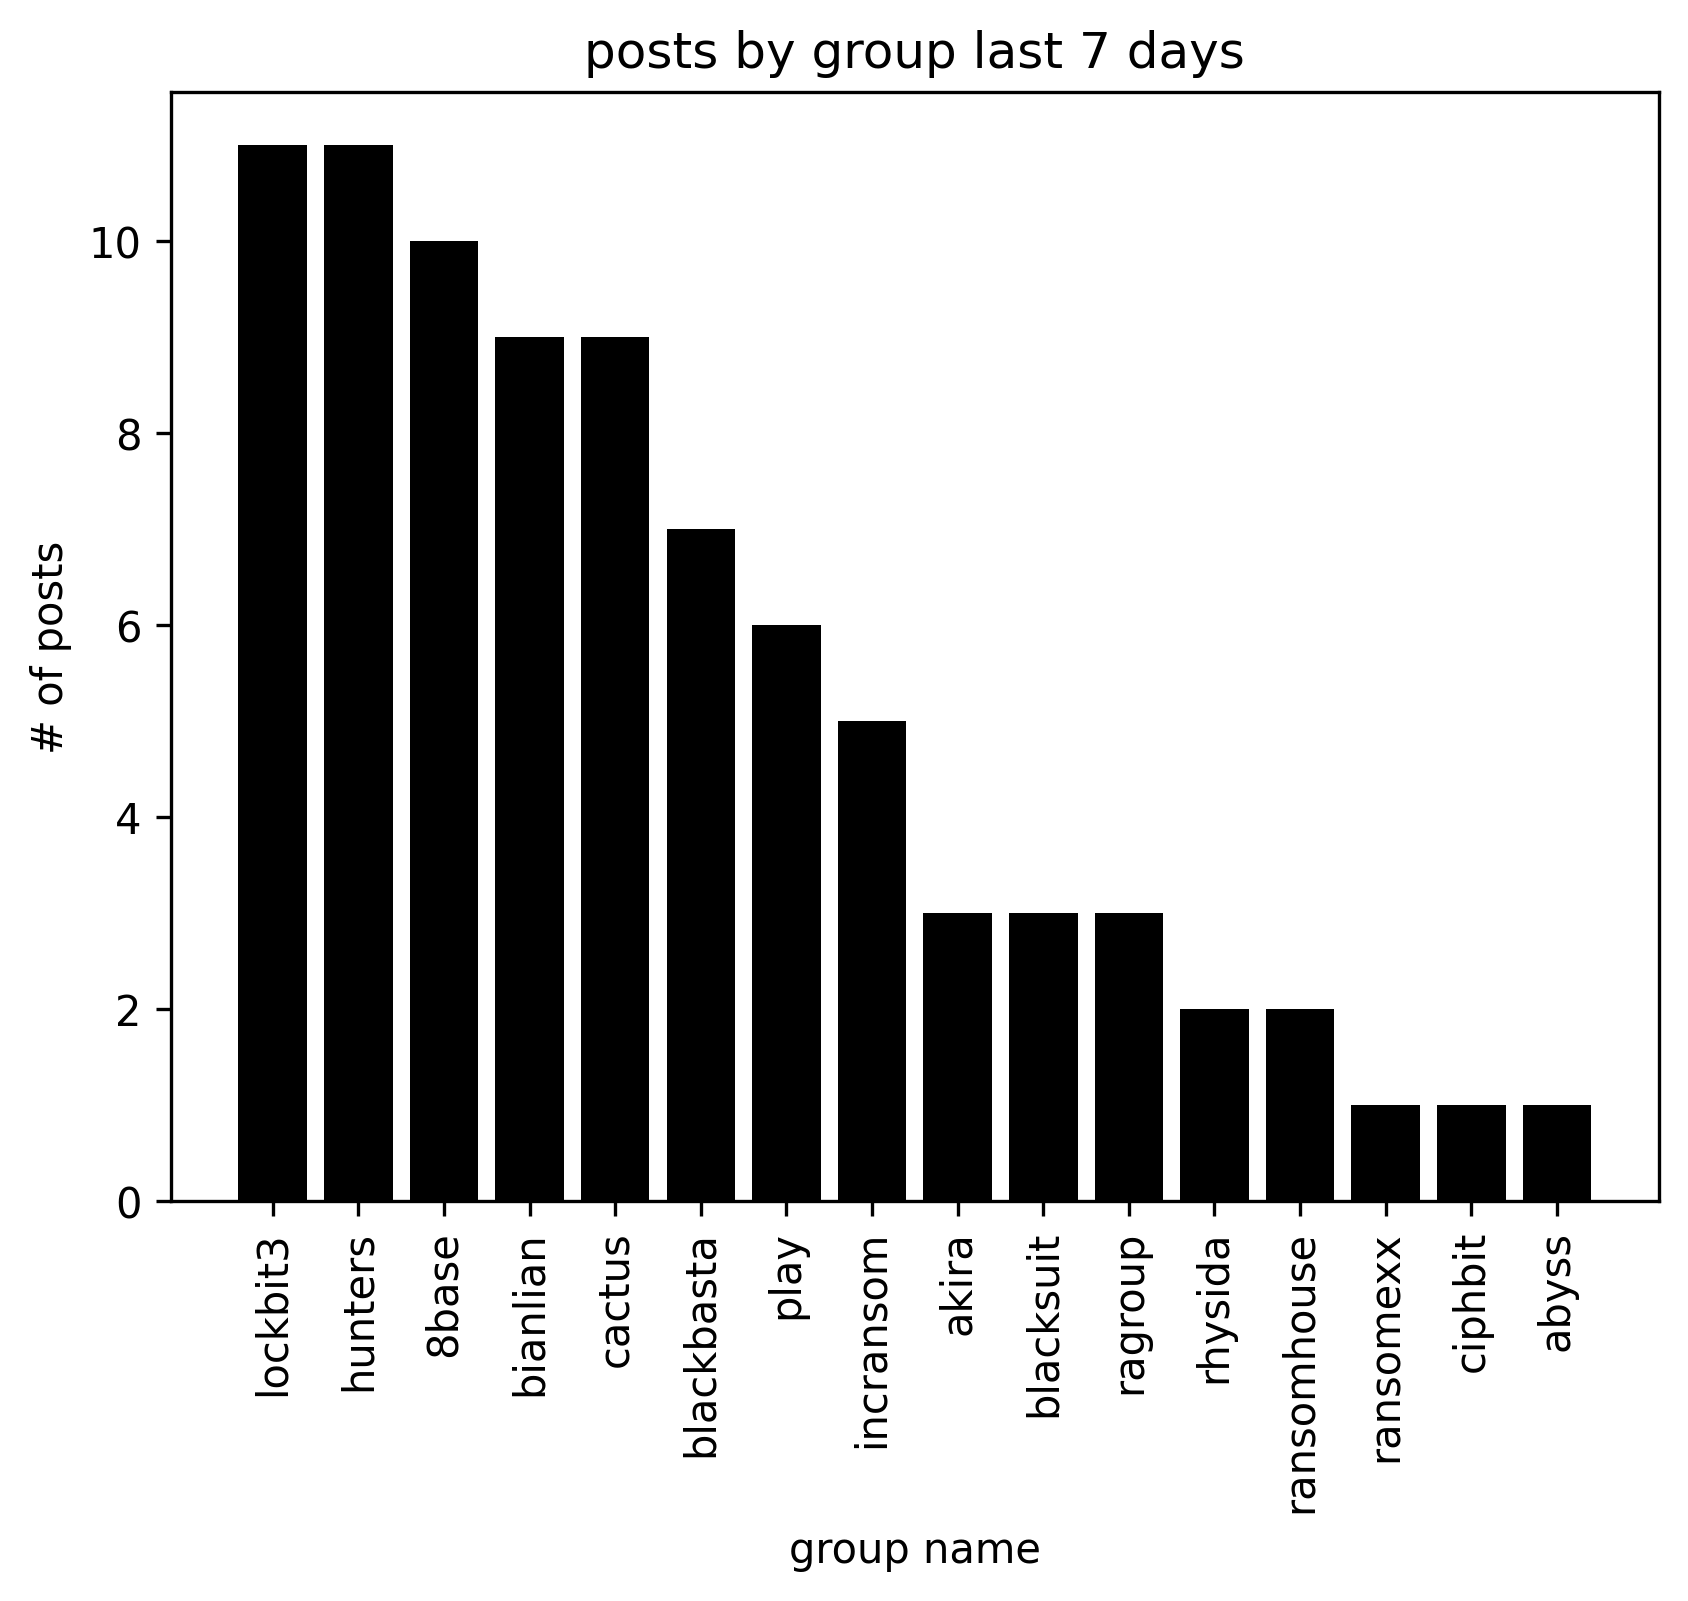 posts by group last 7 days
# of posts
10
8
6
4
2
0
lockbit3
hunters
8base
bianlian
cactus
blackbasta
play
incransom
akira
blacksuit
ragroup
rhysida
ransomhouse
ransomexx
ciphbit
abyss
group name